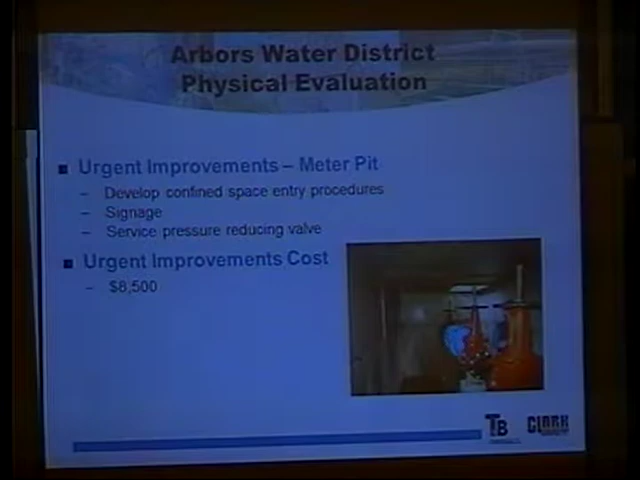 Arbors Water District
Physical Evaluation
Urgent Improvements – Meter Pit
– Develop confined space entry procedures
– Signage
– Service pressure reducing valve
Urgent Improvements Cost
– $8,500
TB
CLARK